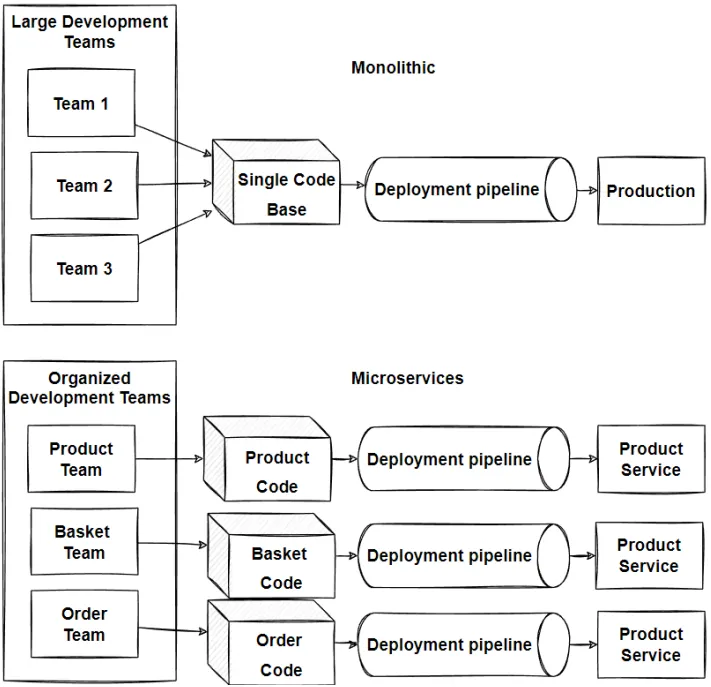 Large Development
Teams
Monolithic
Team 1
Team 2
Team 3
Single Code
Base
Deployment pipeline
Production
Organized
Development Teams
Microservices
Product
Team
Product
Code
Deployment pipeline
Product
Service
Basket
Team
Basket
Code
Deployment pipeline
Product
Service
Order
Team
Order
Code
Deployment pipeline
Product
Service